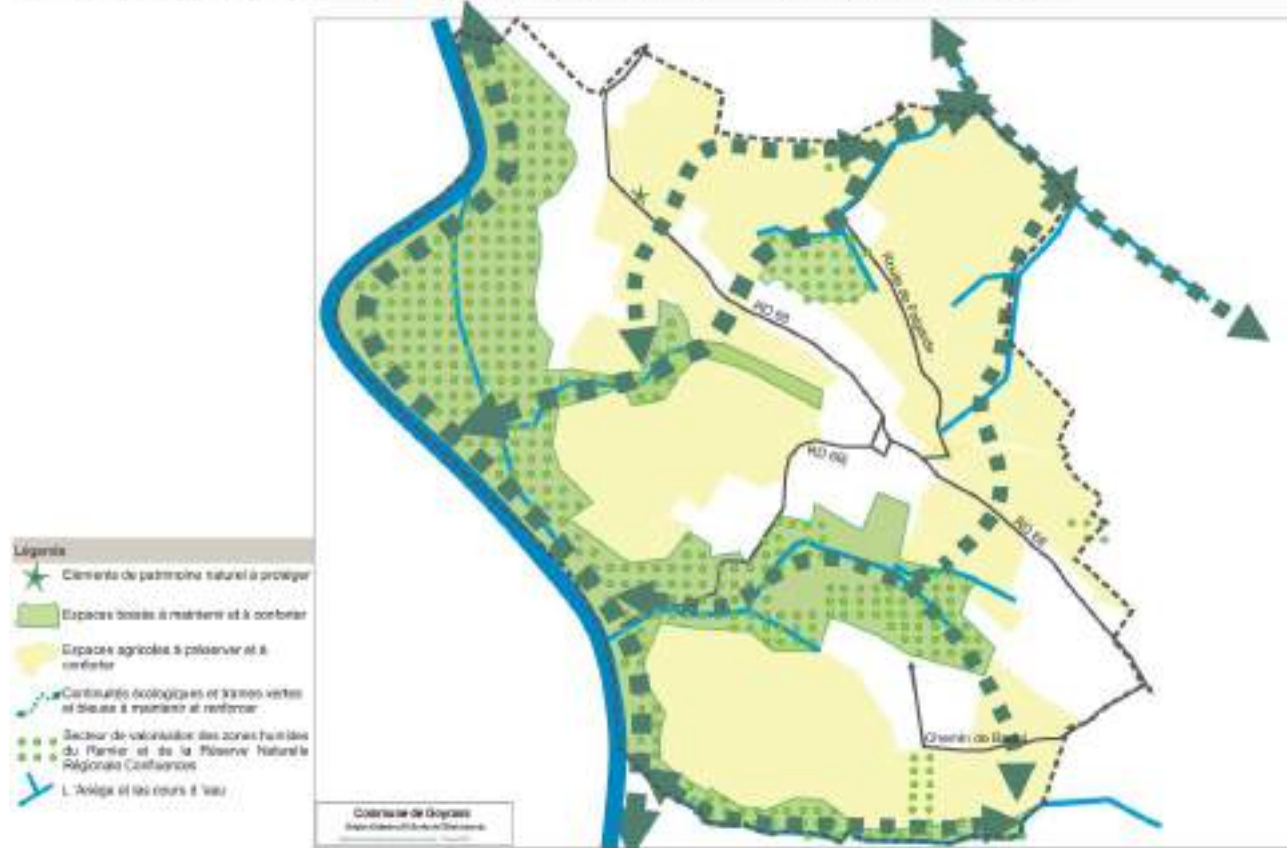 Légende
Eléments de patrimoine naturel à protéger
Espaces boisés à maintenir et à conforter
Espaces agricoles à préserver et à
conforter
Continuités écologiques et trames vertes
et bleues à maintenir et renforcer
Secteur de valorisation des zones humides
du Ramier et de la Réserve Naturelle
Régionale Confluences
L'Ariège et les cours d'eau
RD 68
Route de
RD 68
RD 68
Chemin de
Commune de Goyrans